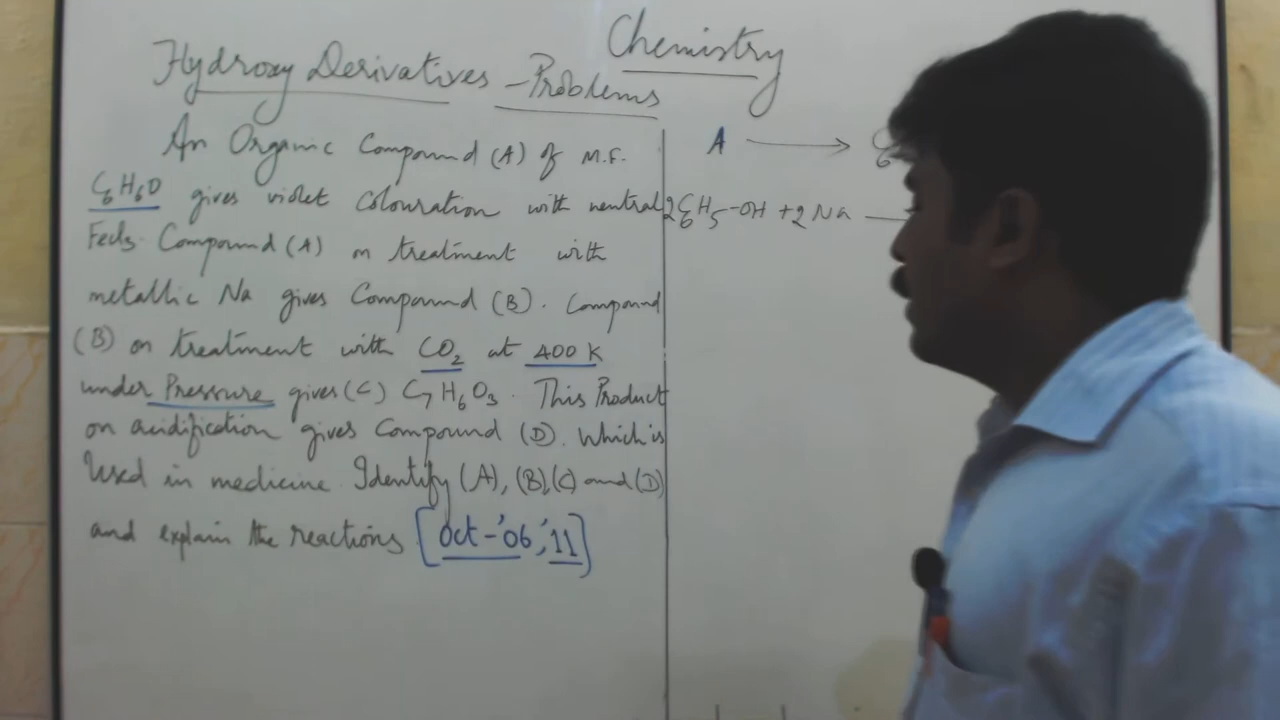 Chemistry
Hydroxy Derivatives - Problems
An Organic Compound (A) of M.F.
C6H6O gives violet colouration with neutral
Fecl3. Compound (A) on treatment with
metallic Na gives Compound (B). Compound
(B) on treatment with CO2 at 400 K
under Pressure gives (C) C7H6O3. This Product
on acidification gives Compound (D). Which is
Used in medicine. Identify (A), (B), (C) and (D)
and explain the reactions [Oct-'06, '11]
A →
2C6H5-OH + 2Na